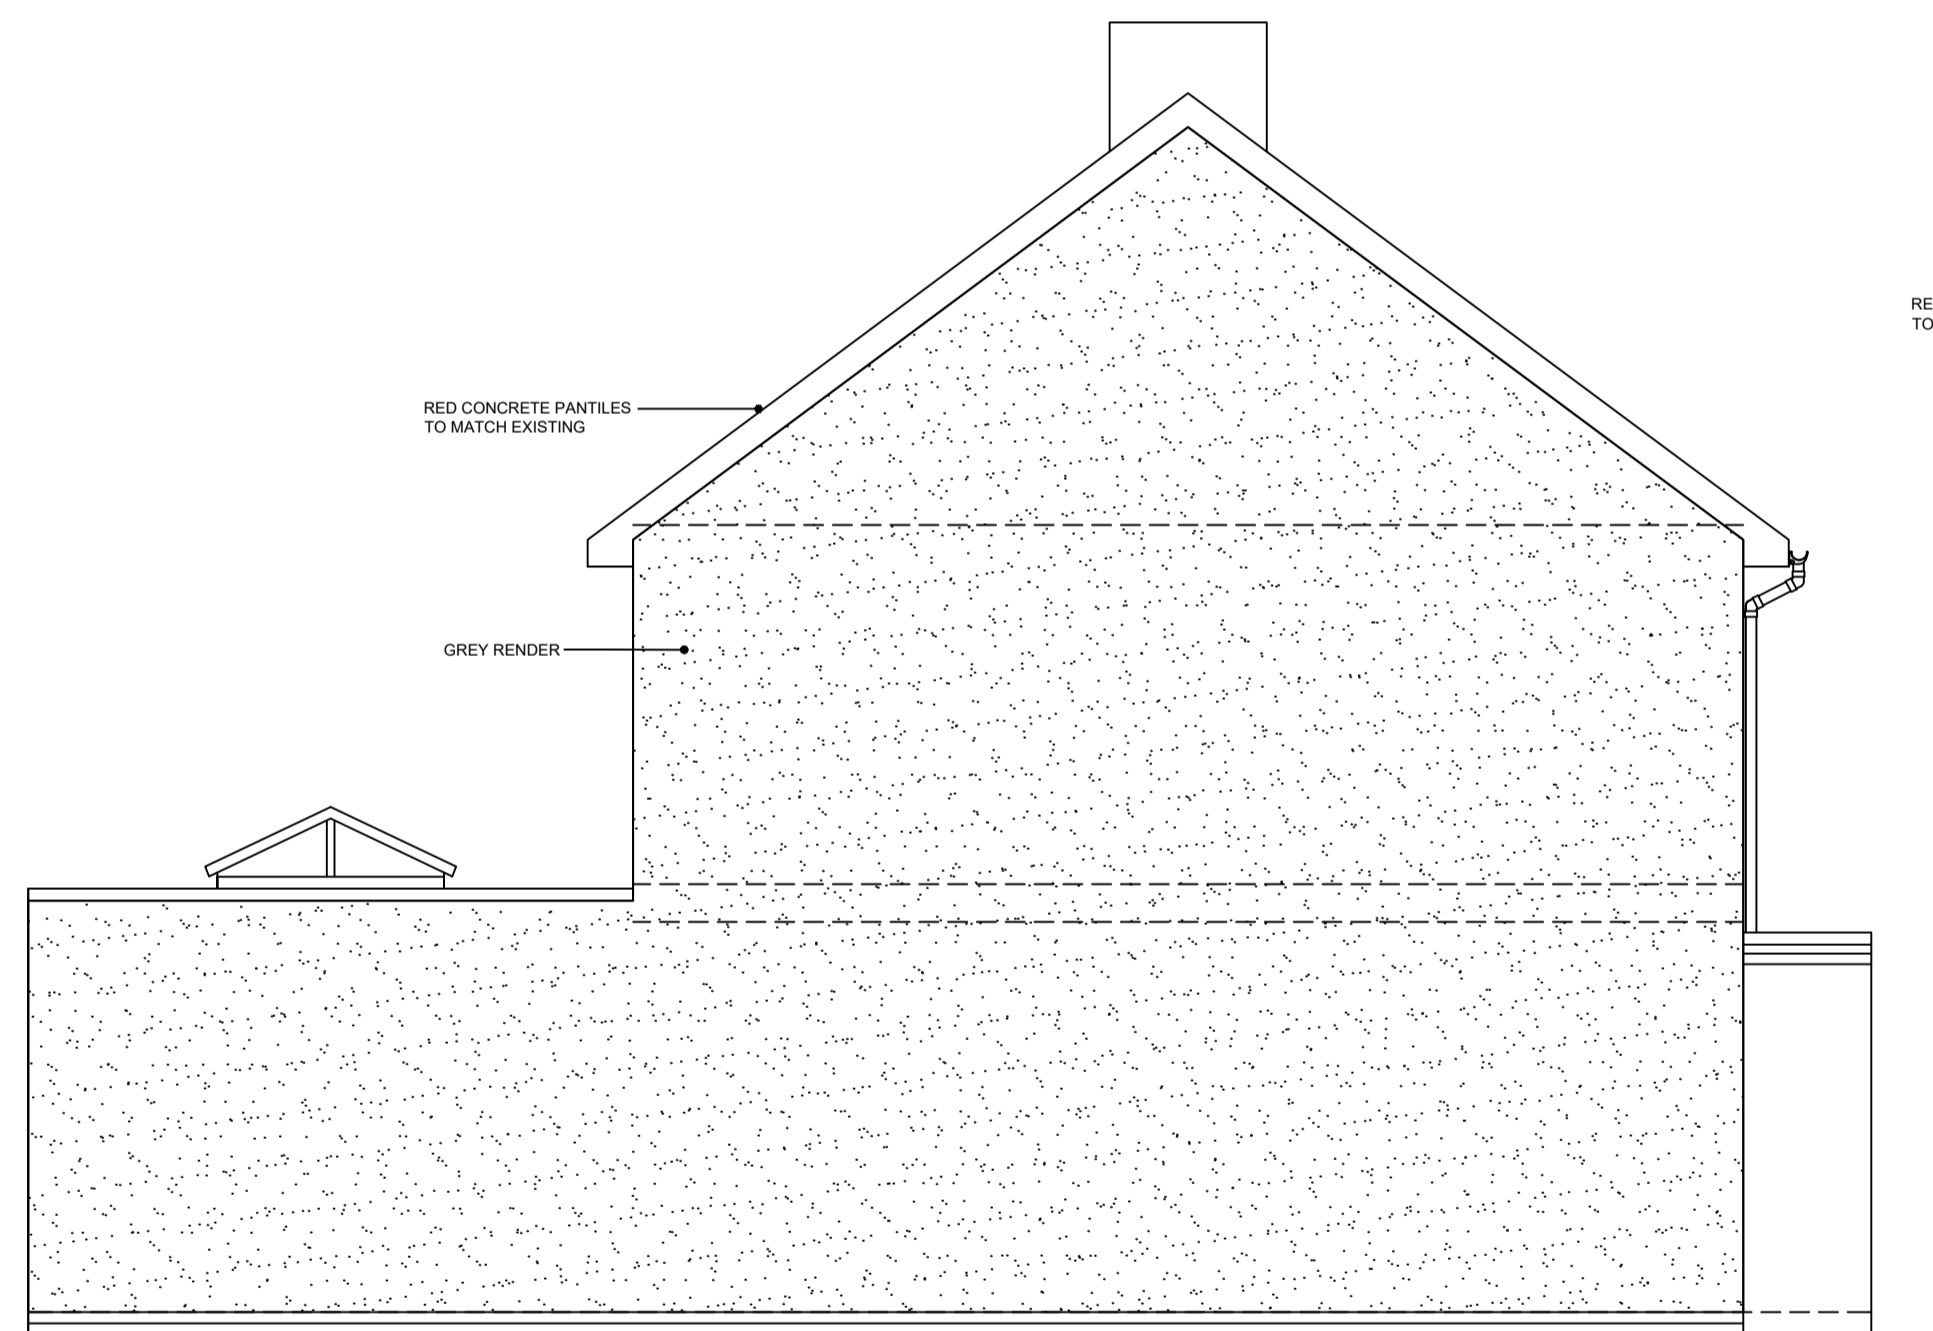 RED CONCRETE PANTILES
TO MATCH EXISTING
GREY RENDER
RE
TO